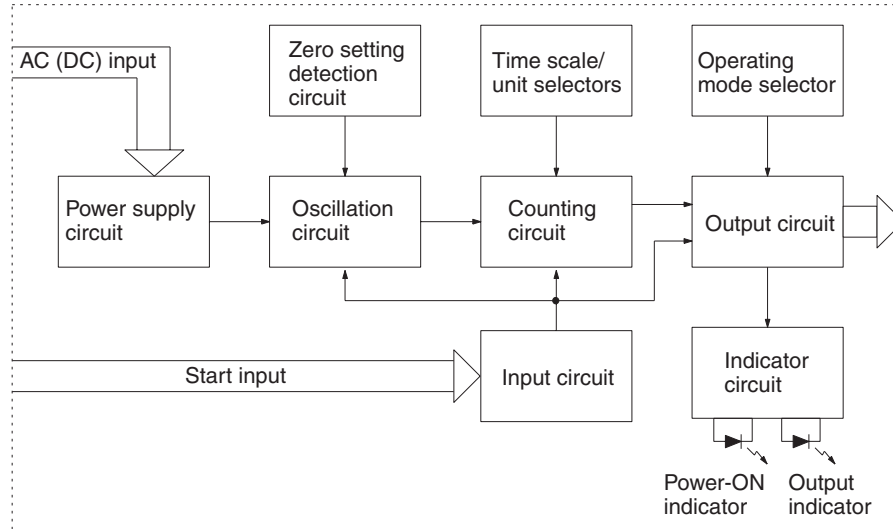 AC (DC) input
Zero setting
detection
circuit
Time scale/
unit selectors
Operating
mode selector
Power supply
circuit
Oscillation
circuit
Counting
circuit
Output circuit
Start input
Input circuit
Indicator
circuit
Power-ON
indicator
Output
indicator